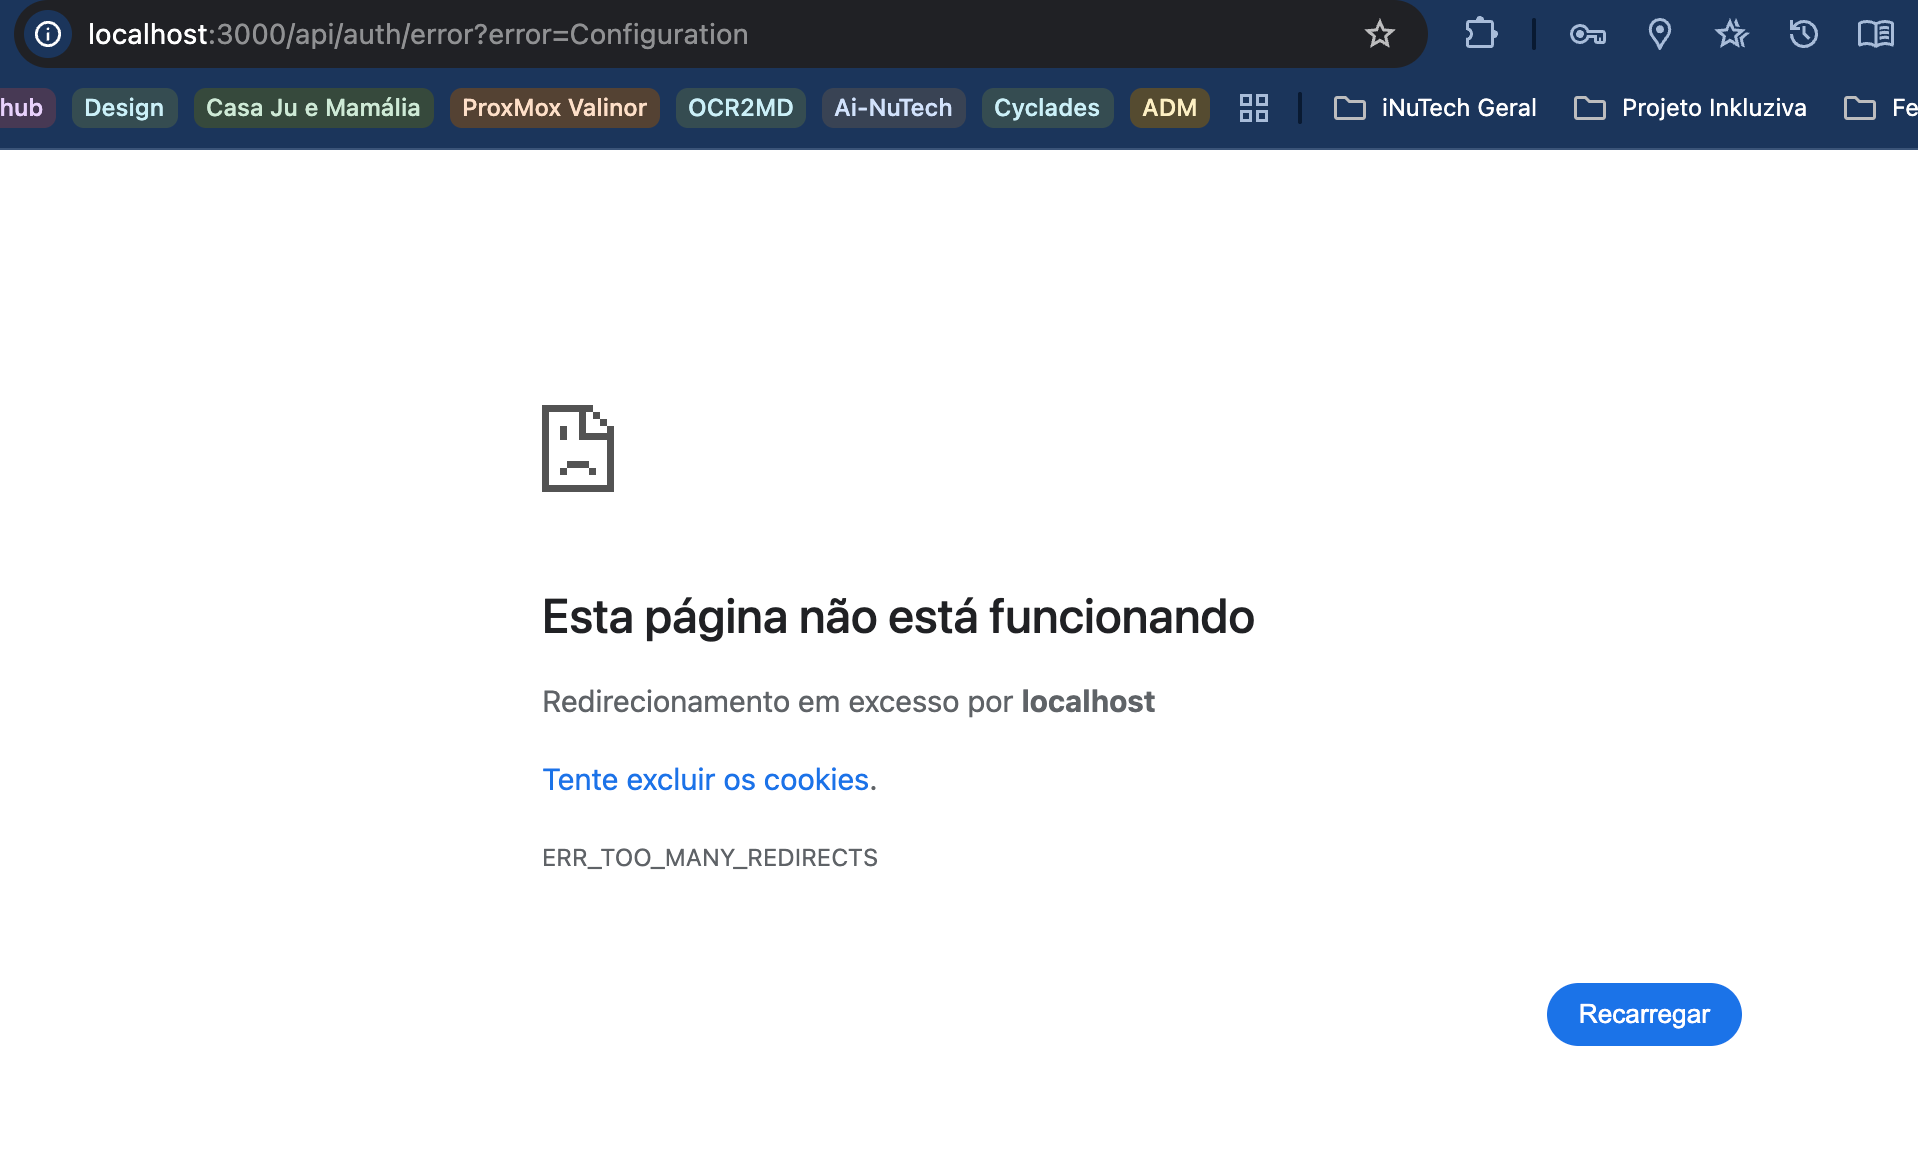 localhost:3000/api/auth/error?error=Configuration
hub Design Casa Ju e Mamália ProxMox Valinor OCR2MD Ai-NuTech Cyclades ADM iNuTech Geral Projeto Inkluziva Fe
Esta página não está funcionando
Redirecionamento em excesso por localhost
Tente excluir os cookies.
ERR_TOO_MANY_REDIRECTS
Recarregar